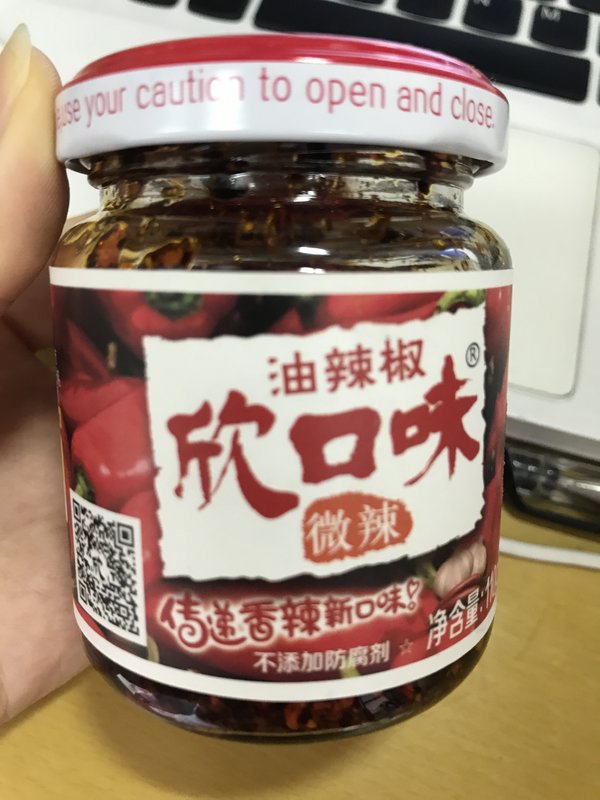 use your caution to open and close.
油辣椒
欣口味®
微辣
传递香辣新口味!
不添加防腐剂
净含量: